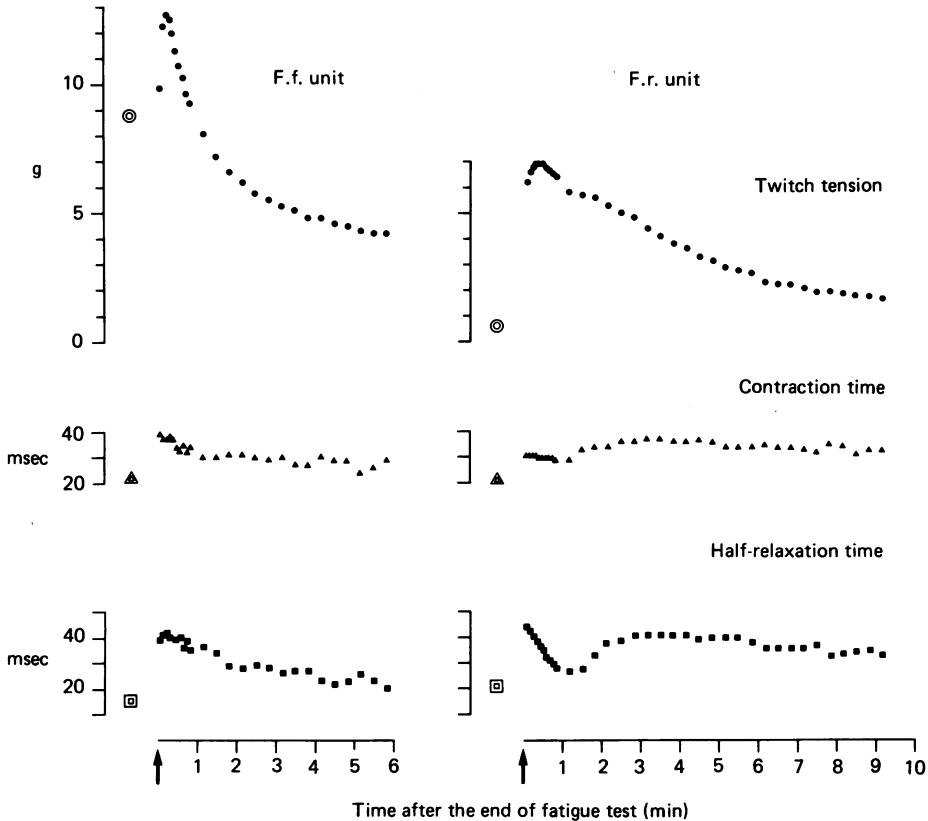 F.f. unit
F.r. unit
10
g
Twitch tension
5
0
Contraction time
40
msec
20
Half-relaxation time
40
msec
20
1 2 3 4 5 6
1 2 3 4 5 6 7 8 9 10
Time after the end of fatigue test (min)